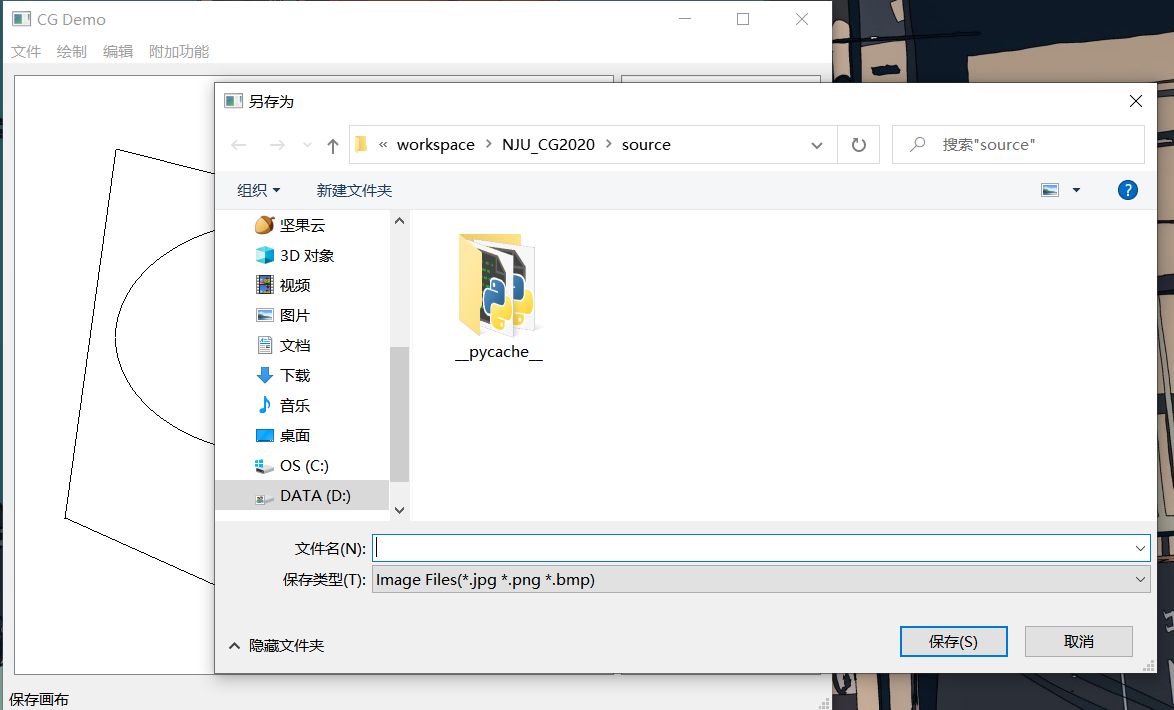 CG Demo
文件 绘制 编辑 附加功能
另存为
« workspace > NJU_CG2020 > source
搜索"source"
组织 新建文件夹
?
坚果云
3D 对象
视频
图片
文档
下载
音乐
桌面
OS (C:)
DATA (D:)
__pycache__
文件名(N):
保存类型(T): Image Files(*.jpg *.png *.bmp)
隐藏文件夹
保存(S) 取消
保存画布